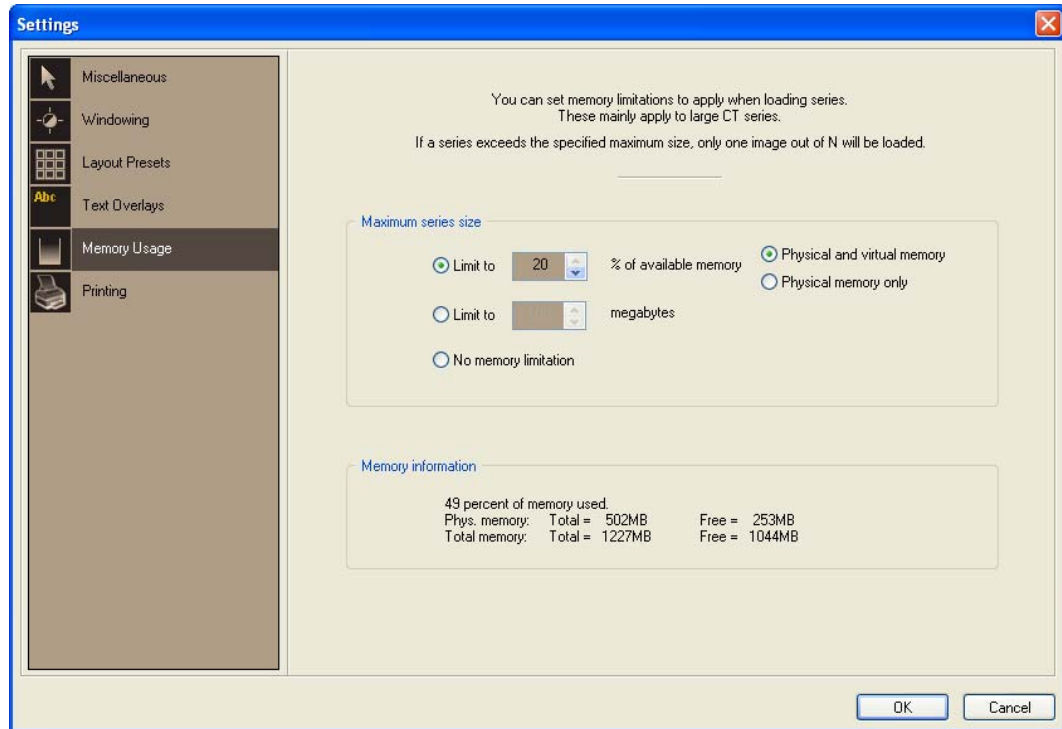 Settings
Miscellaneous
Windowing
Layout Presets
Abc
Text Overlays
Memory Usage
Printing
You can set memory limitations to apply when loading series.
These mainly apply to large CT series.
If a series exceeds the specified maximum size, only one image out of N will be loaded.
Maximum series size
Limit to 20 % of available memory
Physical and virtual memory
Physical memory only
Limit to megabytes
No memory limitation
Memory information
49 percent of memory used.
Phys. memory: Total = 502MB Free = 253MB
Total memory: Total = 1227MB Free = 1044MB
OK Cancel